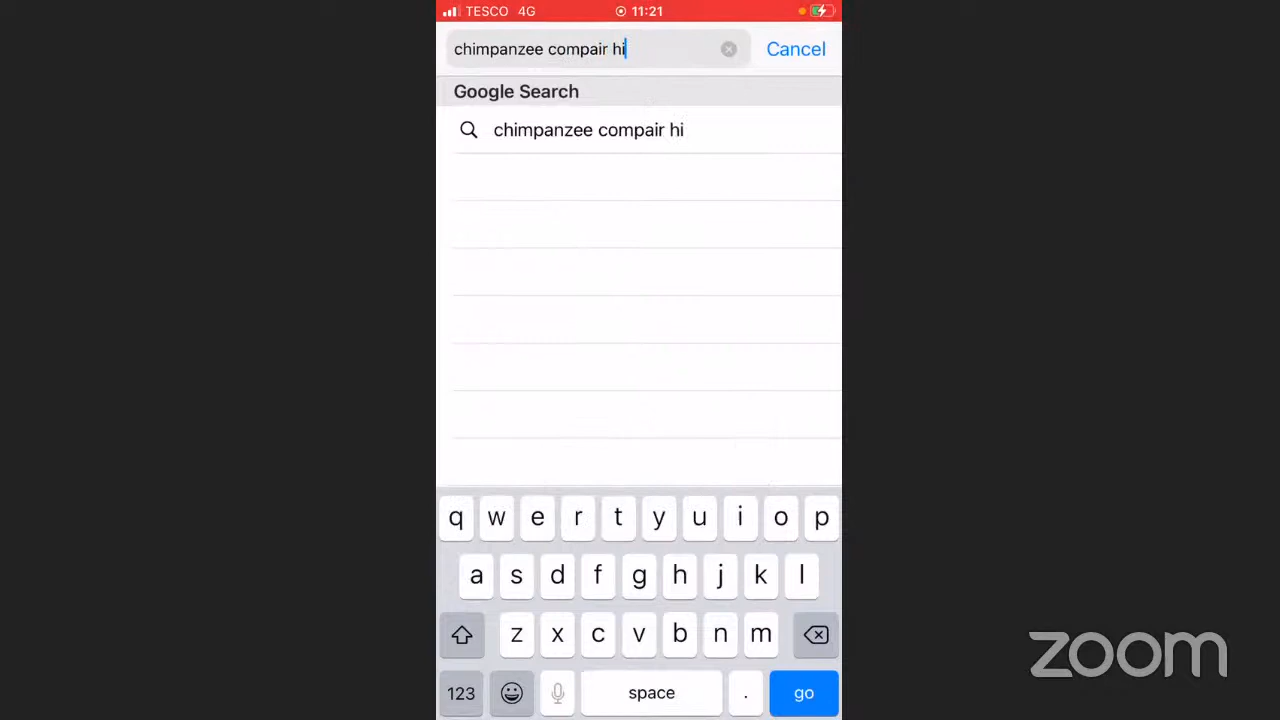 TESCO 4G 11:21
chimpanzee compair hi Cancel
Google Search
chimpanzee compair hi
q w e r t y u i o p
a s d f g h j k l
z x c v b n m
123 space . go
zoom